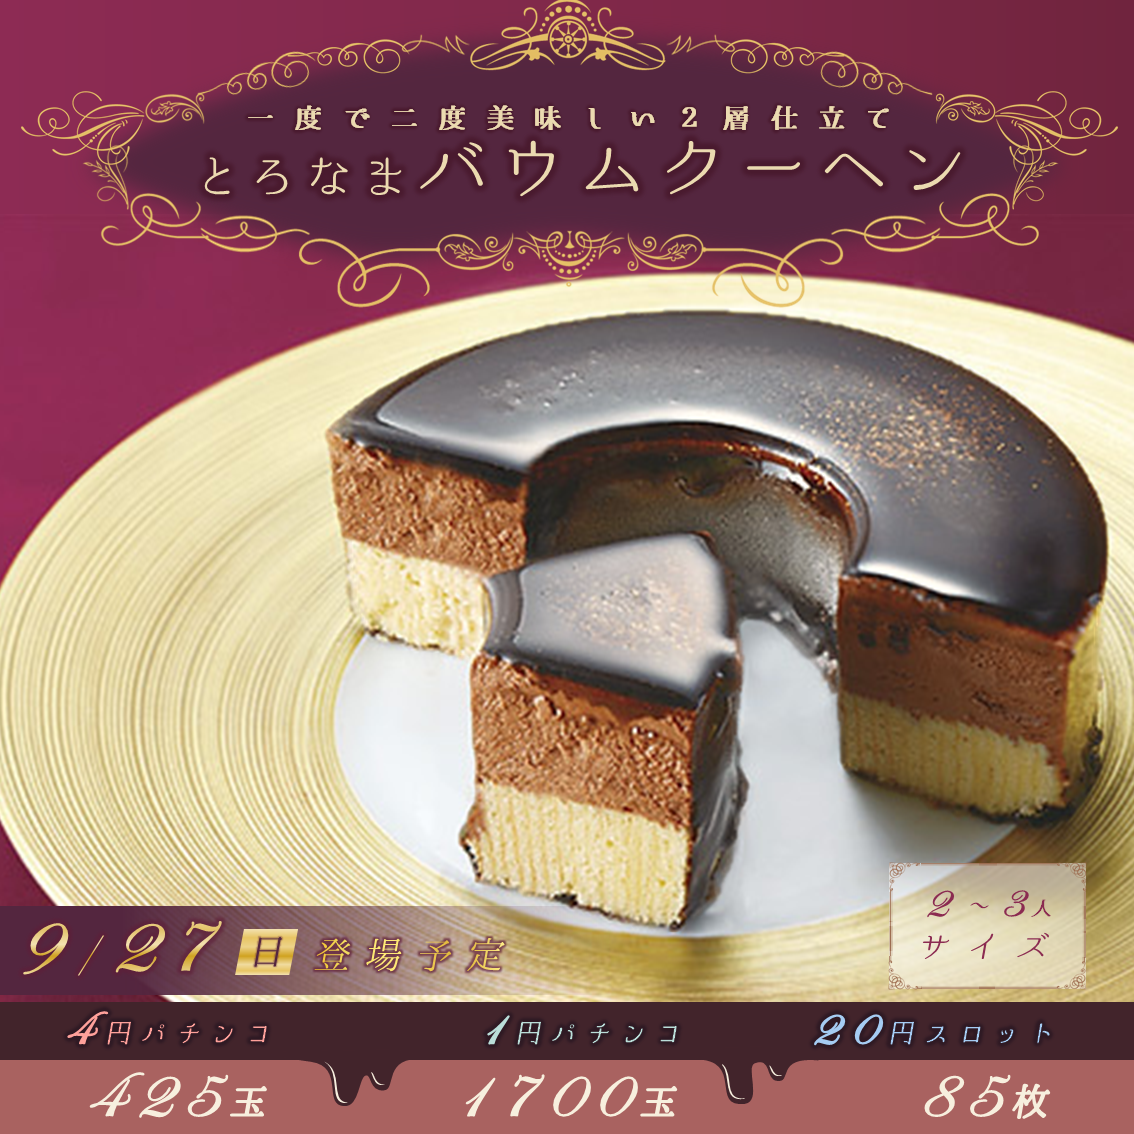 一度で二度美味しい2層仕立て
とろなまバウムクーヘン
2～3人
サイズ
9/27日登場予定
4円パチンコ 1円パチンコ 20円スロット
425玉 1700玉 85枚